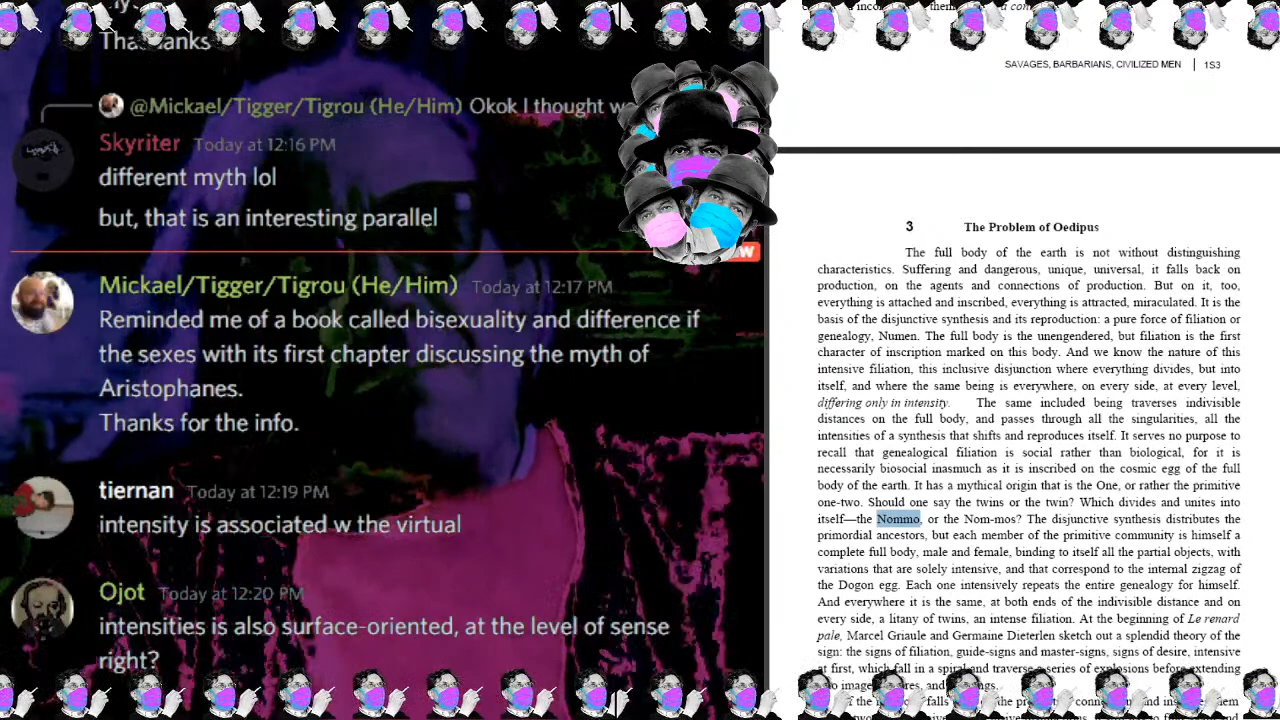 Thanks
@Mickael/Tigger/Tigrou (He/Him) Okok I thought
Skyriter Today at 12:16 PM
different myth lol
but, that is an interesting parallel
Mickael/Tigger/Tigrou (He/Him) Today at 12:17 PM
Reminded me of a book called bisexuality and difference if
the sexes with its first chapter discussing the myth of
Aristophanes.
Thanks for the info.
tiernan Today at 12:19 PM
intensity is associated w the virtual
Ojot Today at 12:20 PM
intensities is also surface-oriented, at the level of sense
right?
SAVAGES, BARBARIANS, CIVILIZED MEN | 1S3
3 The Problem of Oedipus
The full body of the earth is not without distinguishing
characteristics. Suffering and dangerous, unique, universal, it falls back on
production, on the agents and connections of production. But on it, too,
everything is attached and inscribed, everything is attracted, miraculated. It is the
basis of the disjunctive synthesis and its reproduction: a pure force of filiation or
genealogy, Numen. The full body is the unengendered, but filiation is the first
character of inscription marked on this body. And we know the nature of this
intensive filiation, this inclusive disjunction where everything divides, but into
itself, and where the same being is everywhere, on every side, at every level,
differing only in intensity. The same included being traverses indivisible
distances on the full body, and passes through all the singularities, all the
intensities of a synthesis that shifts and reproduces itself. It serves no purpose to
recall that genealogical filiation is social rather than biological, for it is
necessarily biosocial inasmuch as it is inscribed on the cosmic egg of the full
body of the earth. It has a mythical origin that is the One, or rather the primitive
one-two. Should one say the twins or the twin? Which divides and unites into
itself—the Nommo, or the Nom-mos? The disjunctive synthesis distributes the
primordial ancestors, but each member of the primitive community is himself a
complete full body, male and female, binding to itself all the partial objects, with
variations that are solely intensive, and that correspond to the internal zigzag of
the Dogon egg. Each one intensively repeats the entire genealogy for himself.
And everywhere it is the same, at both ends of the indivisible distance and on
every side, a litany of twins, an intense filiation. At the beginning of Le renard
pale, Marcel Griaule and Germaine Dieterlen sketch out a splendid theory of the
sign: the signs of filiation, guide-signs and master-signs, signs of desire, intensive
at first, which fall in a spiral and traverse a series of explosions before extending